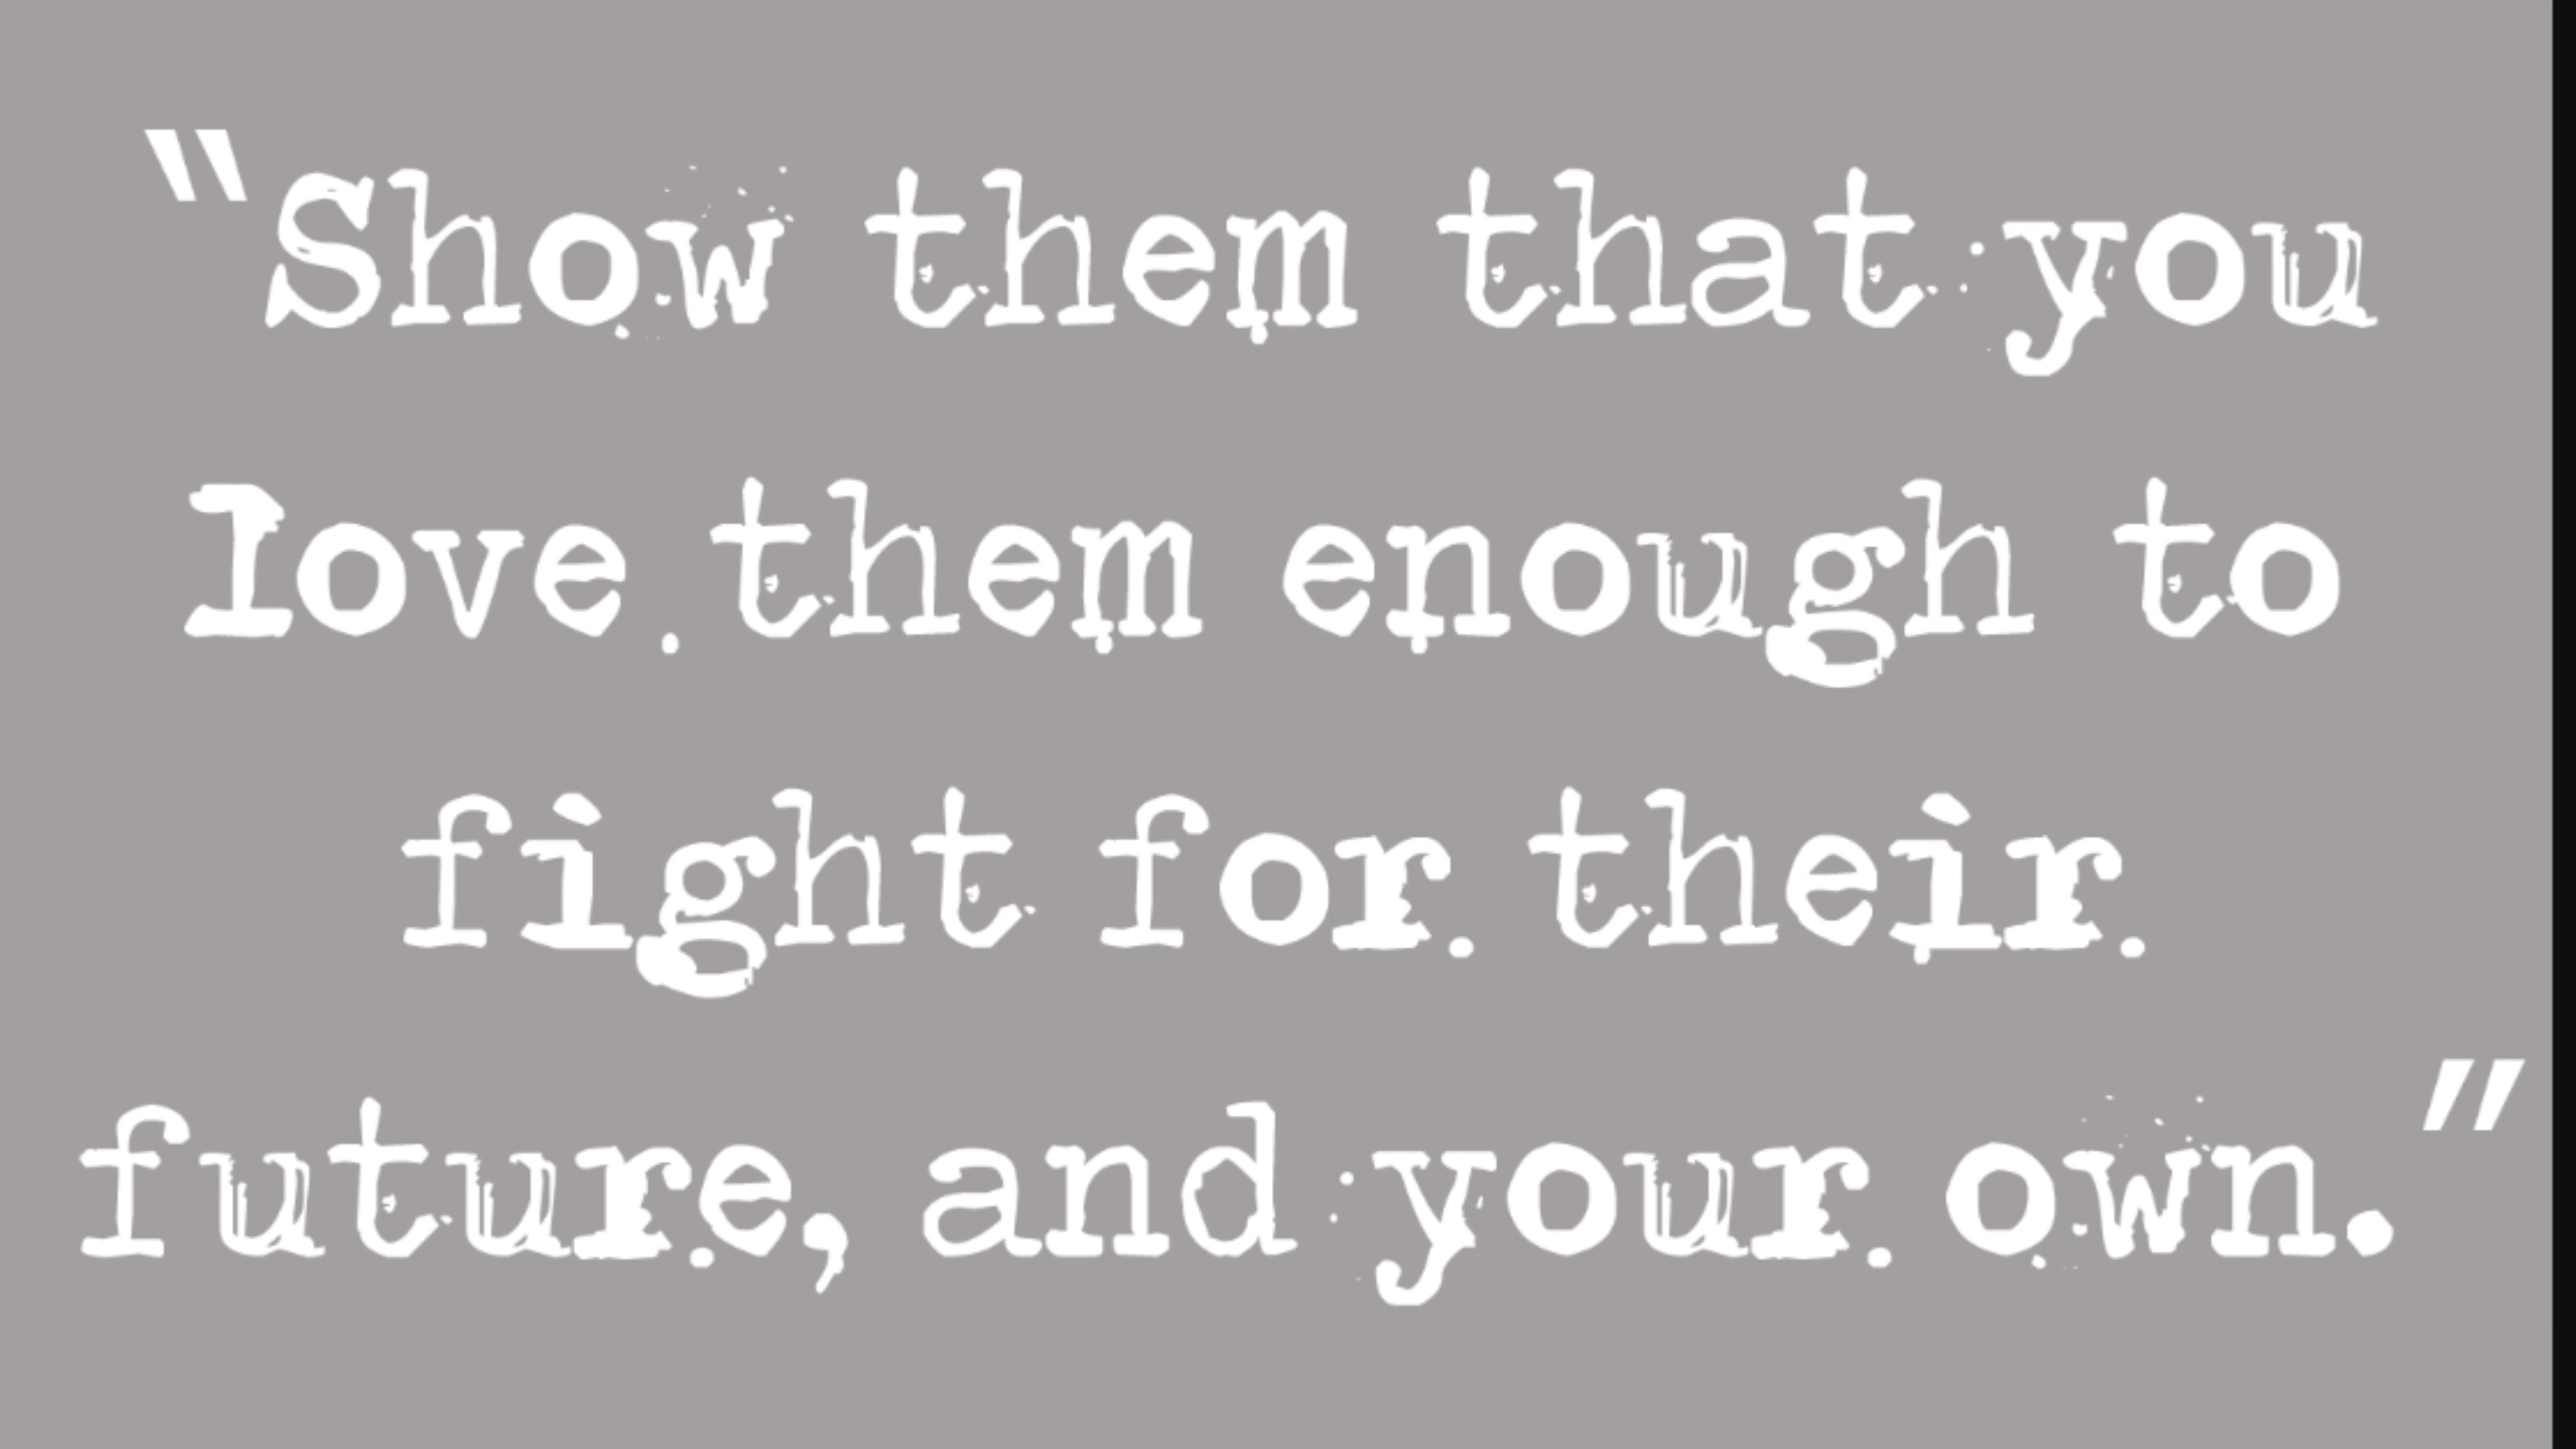 “Show them that you
love them enough to
fight for their
future, and your own.”